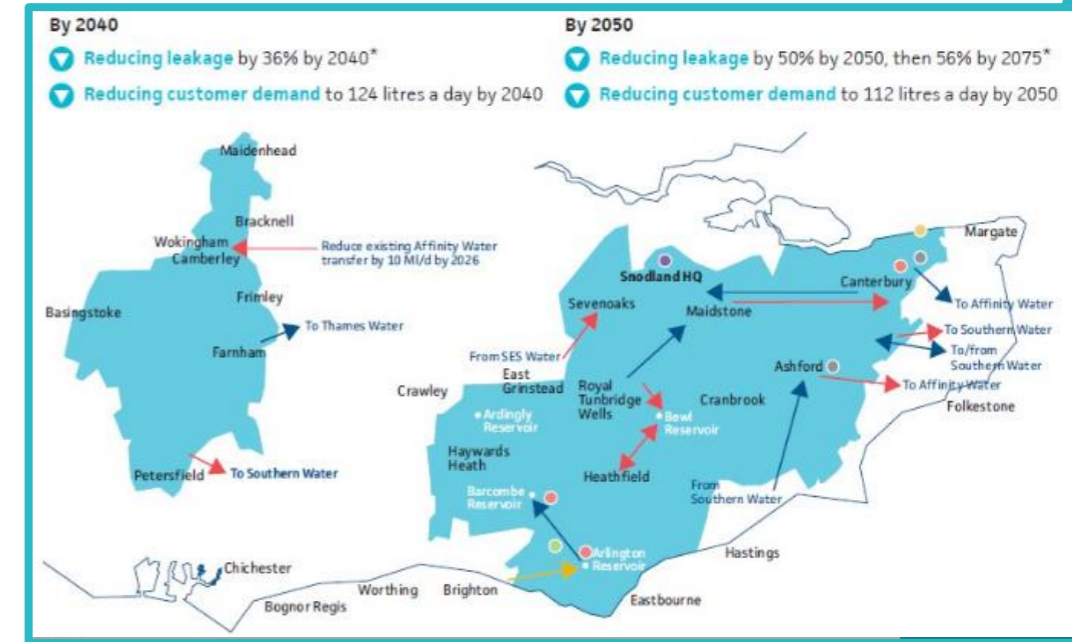 By 2040
Reducing leakage by 36% by 2040*
Reducing customer demand to 124 litres a day by 2040
By 2050
Reducing leakage by 50% by 2050, then 56% by 2075*
Reducing customer demand to 112 litres a day by 2050
Maidenhead
Bracknell
Wokingham
Camberley
Reduce existing Affinity Water
transfer by 10 Ml/d by 2026
Frimley
Basingstoke
To Thames Water
Farnham
Petersfield
To Southern Water
Chichester
Bognor Regis
Worthing
Brighton
Margate
Snodland HQ
Canterbury
Sevenoaks
Maidstone
To Affinity Water
To Southern Water
To/from
Southern Water
From SES Water
East
Grinstead
Crawley
Royal
Tunbridge
Wells
Cranbrook
Ashford
To Affinity Water
Folkestone
Ardingly
Reservoir
Bewl
Reservoir
Haywards
Heath
Heathfield
Barcombe
Reservoir
From
Southern Water
Hastings
Arlington
Reservoir
Eastbourne